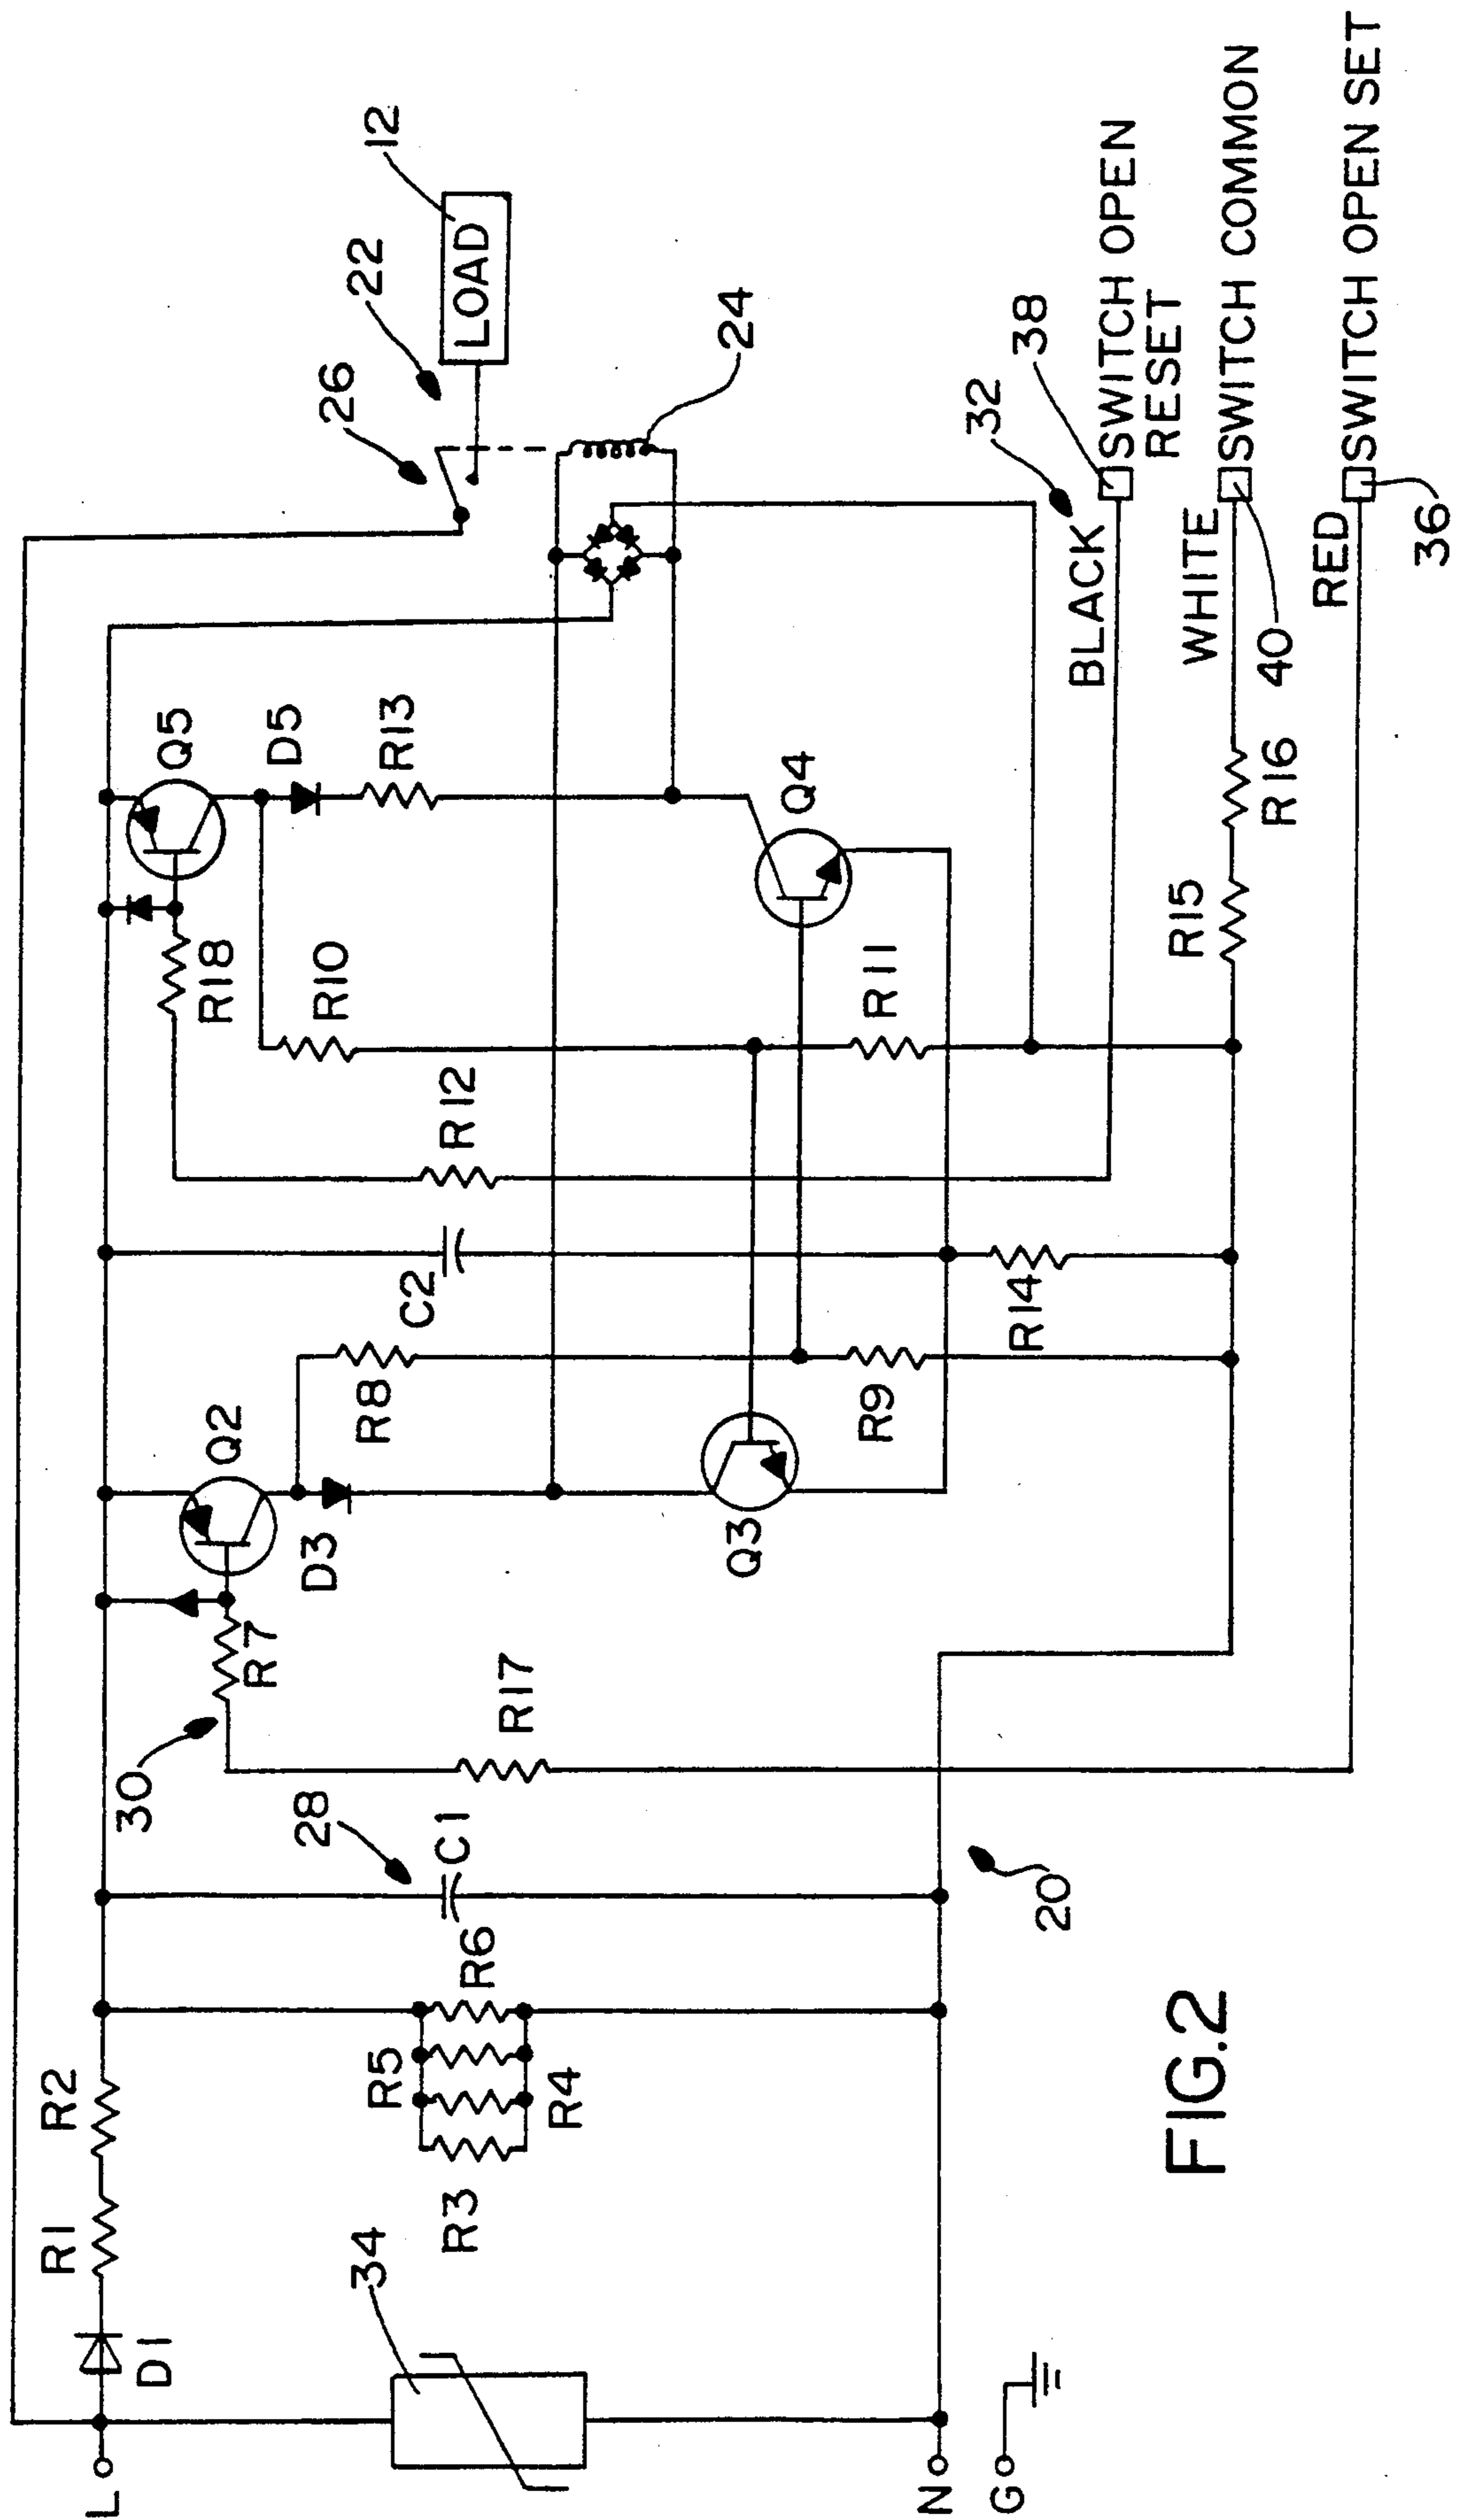 L
N
G
D1
R1
R2
34
R3
R4
R5
R6
28
C1
20
30
R7
R17
Q2
D3
R8
Q3
R9
C2
R14
R12
R18
R10
R11
Q5
D5
R13
Q4
R15
R16
26
22
12
LOAD
24
32
38
BLACK
SWITCH OPEN
RESET
WHITE
SWITCH COMMON
40
RED
SWITCH OPEN SET
36
FIG.2